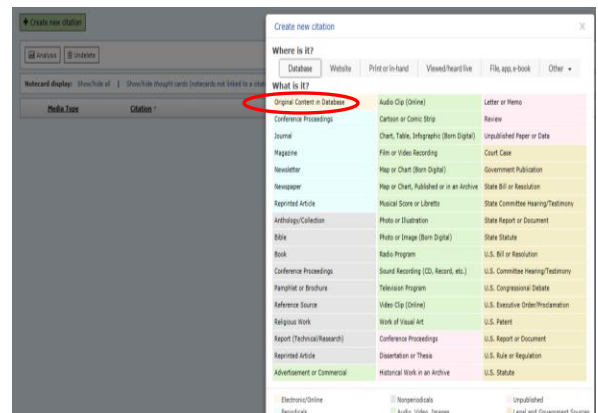 Create new citation
Analysis Undelete
Notecard display: Show/hide all | Show/hide thought cards (notecards not linked to a citat
Media Type Citation ↑
Create new citation X
Where is it?
Database Website Print or in-hand Viewed/heard live File, app, e-book Other
What is it?
Original Content in Database Audio Clip (Online) Letter or Memo
Conference Proceedings Cartoon or Comic Strip Review
Journal Chart, Table, Infographic (Born Digital) Unpublished Paper or Data
Magazine Film or Video Recording Court Case
Newsletter Map or Chart (Born Digital) Government Publication
Newspaper Map or Chart, Published or in an Archive State Bill or Resolution
Reprinted Article Musical Score or Libretto State Committee Hearing/Testimony
Anthology/Collection Photo or Illustration State Report or Document
Bible Photo or Image (Born Digital) State Statute
Book Radio Program U.S. Bill or Resolution
Conference Proceedings Sound Recording (CD, Record, etc.) U.S. Committee Hearing/Testimony
Pamphlet or Brochure Television Program U.S. Congressional Debate
Reference Source Video Clip (Online) U.S. Executive Order/Proclamation
Religious Work Work of Visual Art U.S. Patent
Report (Technical/Research) Conference Proceedings U.S. Report or Document
Reprinted Article Dissertation or Thesis U.S. Rule or Regulation
Advertisement or Commercial Historical Work in an Archive U.S. Statute
Electronic/Online Nonperiodicals Unpublished
Periodicals Audio, Video, Images Legal and Government Sources